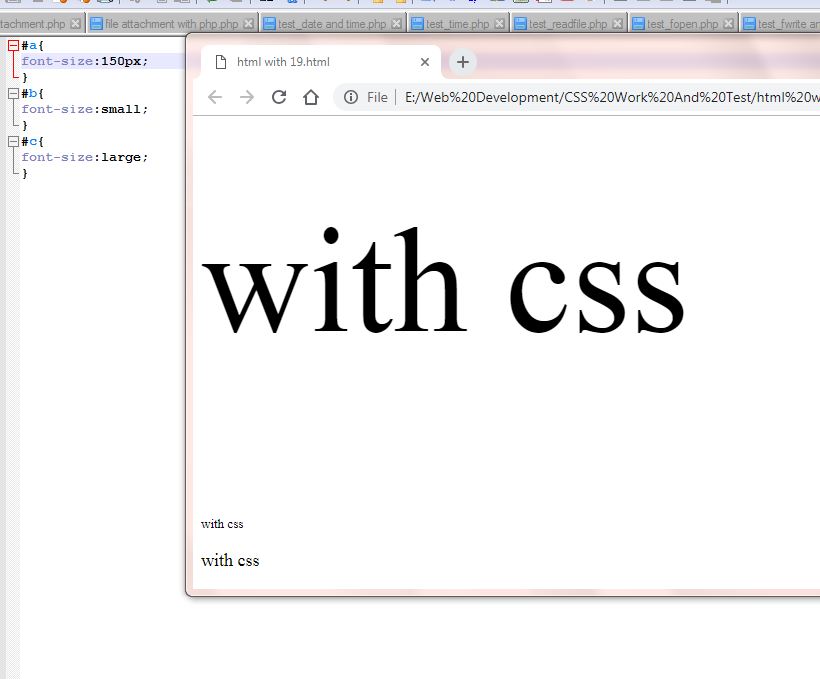 tachment.php file attachment with php.php test_date and time.php test_time.php test_readfile.php test_fopen.php test_fwrite an
#a{
font-size:150px;
}
#b{
font-size:small;
}
#c{
font-size:large;
}
html with 19.html
File E:/Web%20Development/CSS%20Work%20And%20Test/html%20w
with css
with css
with css